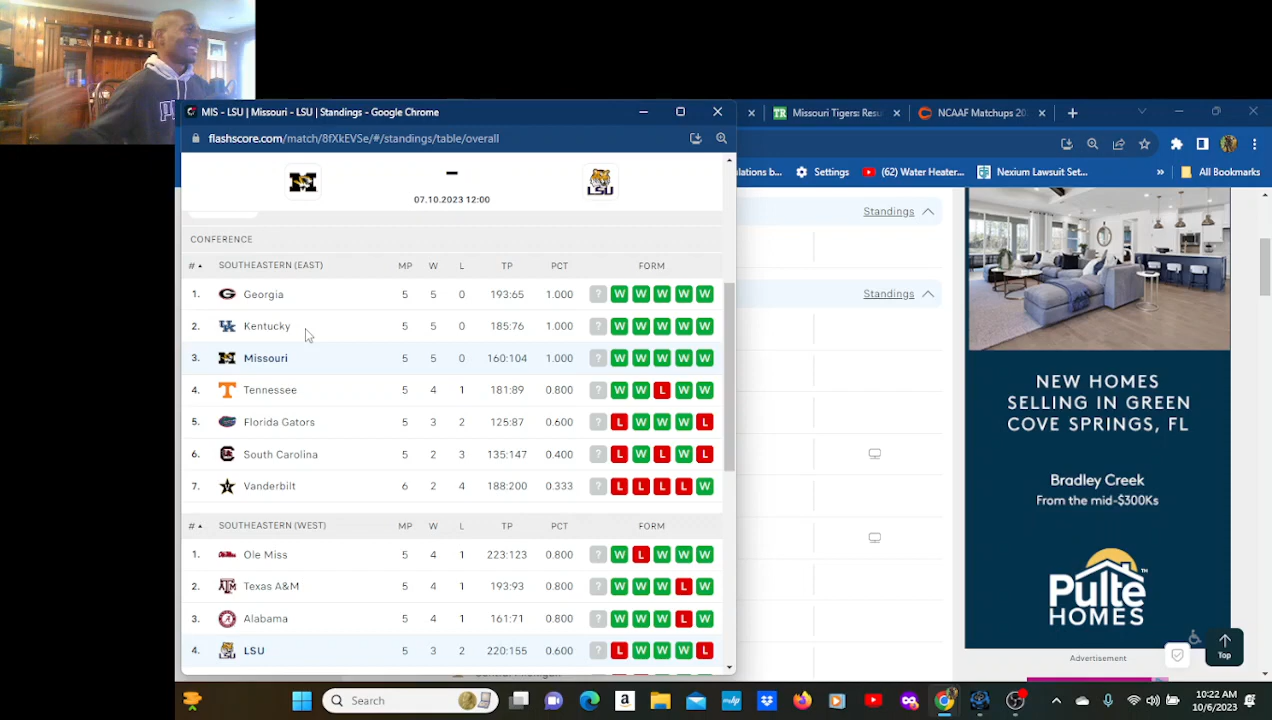 MIS - LSU | Missouri - LSU | Standings - Google Chrome
Missouri Tigers: Resu
NCAAF Matchups 202
flashscore.com/match/8fXkEVSe/#/standings/table/overall
ulations b...
Settings
(62) Water Heater...
Nexium Lawsuit Set...
»
All Bookmarks
-
LSU
07.10.2023 12:00
Standings
CONFERENCE
# SOUTHEASTERN (EAST) MP W L TP PCT FORM
1. Georgia 5 5 0 193:65 1.000 ? W W W W W
Standings
2. Kentucky 5 5 0 185:76 1.000 ? W W W W W
3. Missouri 5 5 0 160:104 1.000 ? W W W W W
4. Tennessee 5 4 1 181:89 0.800 ? W W L W W
5. Florida Gators 5 3 2 125:87 0.600 ? L W W W L
6. South Carolina 5 2 3 135:147 0.400 ? L W L W L
7. Vanderbilt 6 2 4 188:200 0.333 ? L L L L W
# SOUTHEASTERN (WEST) MP W L TP PCT FORM
1. Ole Miss 5 4 1 223:123 0.800 ? W L W W W
2. Texas A&M 5 4 1 193:93 0.800 ? W W W L W
3. Alabama 5 4 1 161:71 0.800 ? W W W L W
4. LSU 5 3 2 220:155 0.600 ? L W W W L
NEW HOMES
SELLING IN GREEN
COVE SPRINGS, FL
Bradley Creek
From the mid-$300Ks
Pulte
HOMES
TM
Top
Advertisement
Search
10:22 AM
10/6/2023